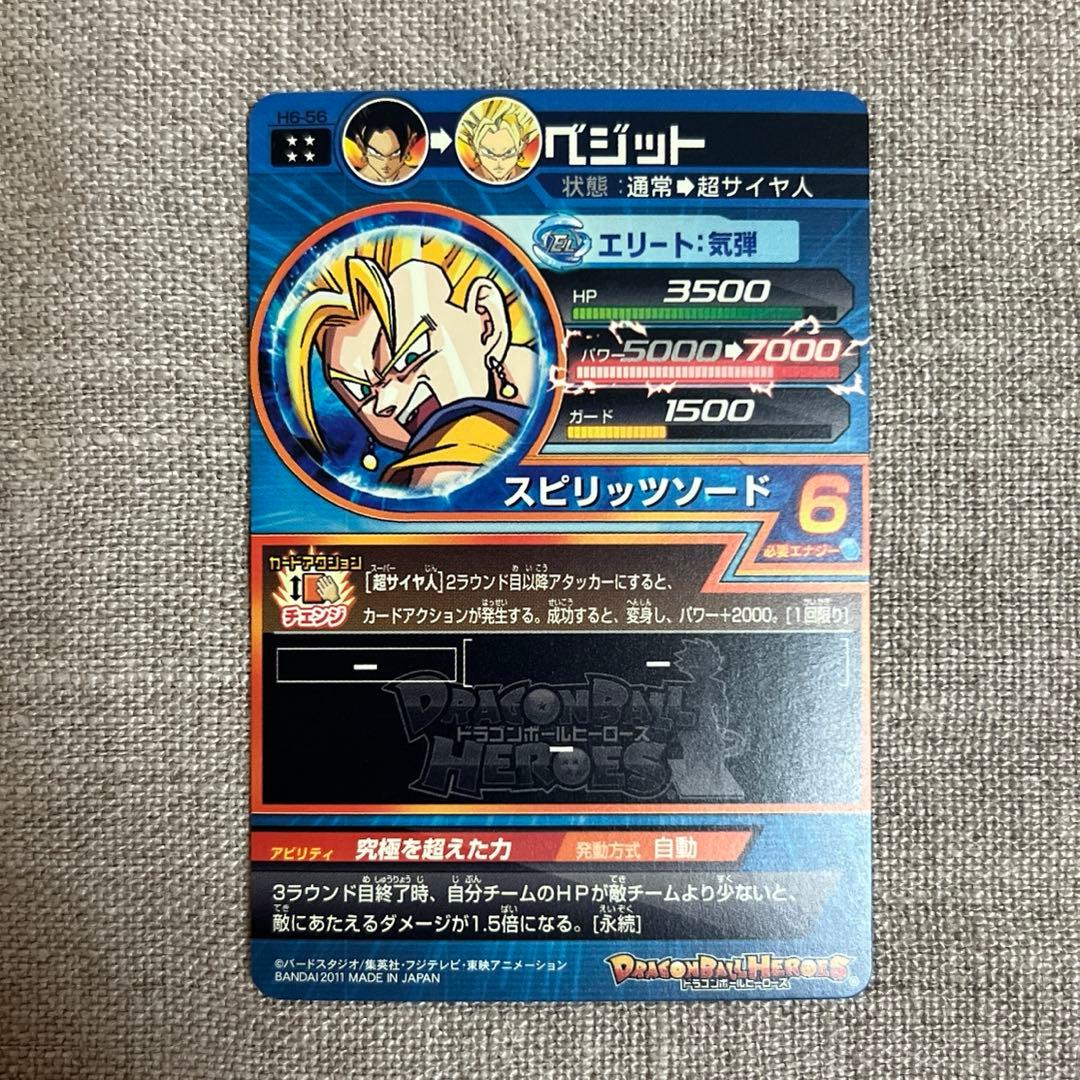 H6-56
ベジット
状態：通常➡超サイヤ人
EL エリート：気弾
HP 3500
パワー 5000➡7000
ガード 1500
スピリッツソード
6
必要エナジー
カードアクション
チェンジ
[超サイヤ人]2ラウンド目以降アタッカーにすると、
カードアクションが発生する。成功すると、変身し、パワー+2000。[1回限り]
ー ー
ー
DRAGONBALL
ドラゴンボールヒーローズ
HEROES
アビリティ 究極を超えた力 発動方式 自動
3ラウンド目終了時、自分チームのHPが敵チームより少ないと、
敵にあたえるダメージが1.5倍になる。[永続]
©バードスタジオ/集英社・フジテレビ・東映アニメーション
BANDAI 2011 MADE IN JAPAN
DRAGONBALL HEROES
ドラゴンボールヒーローズ